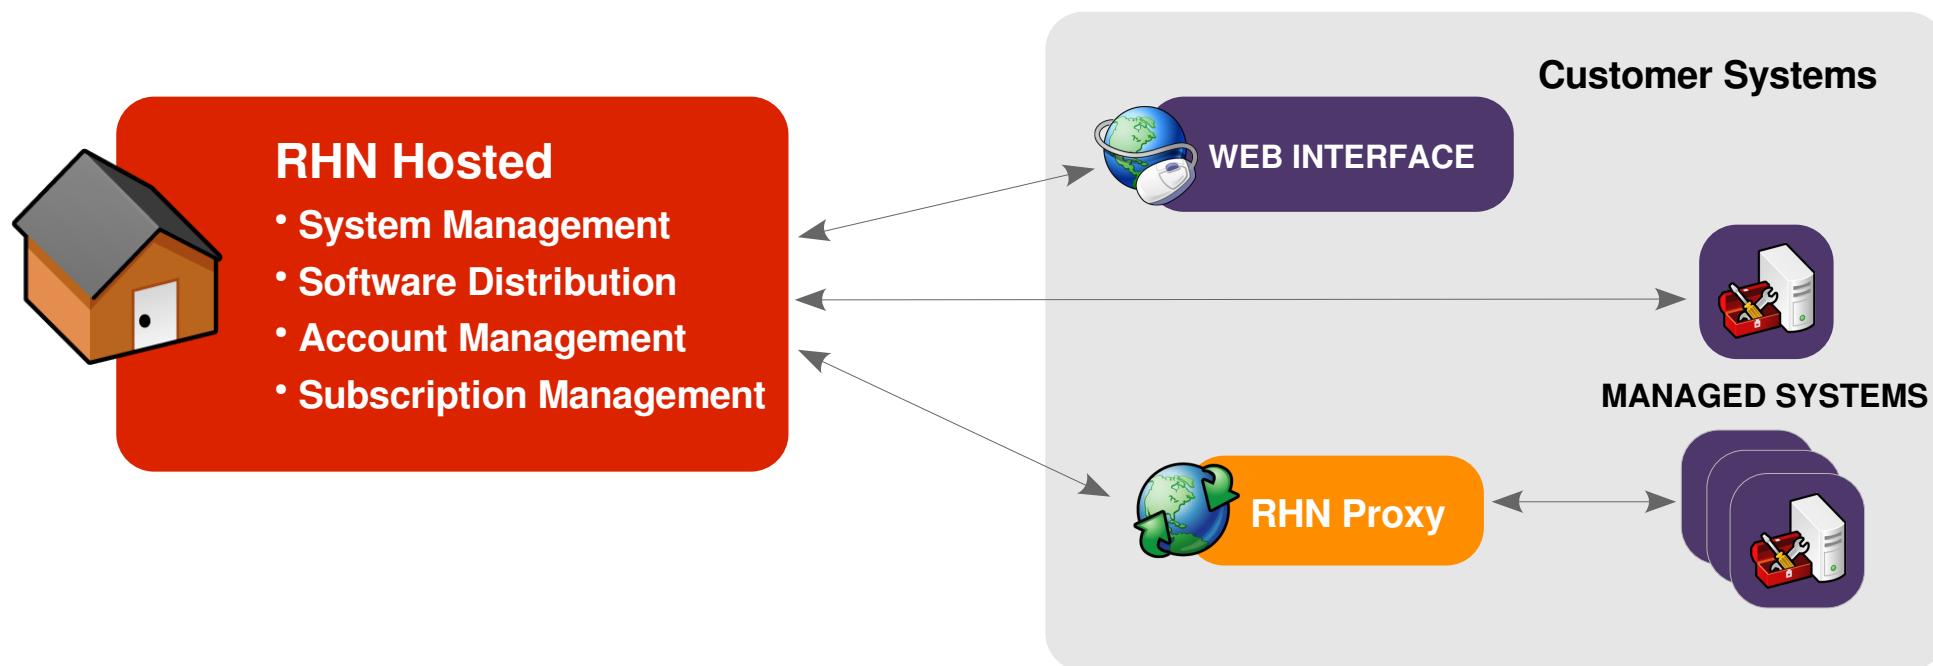 RHN Hosted
• System Management
• Software Distribution
• Account Management
• Subscription Management
Customer Systems
WEB INTERFACE
MANAGED SYSTEMS
RHN Proxy